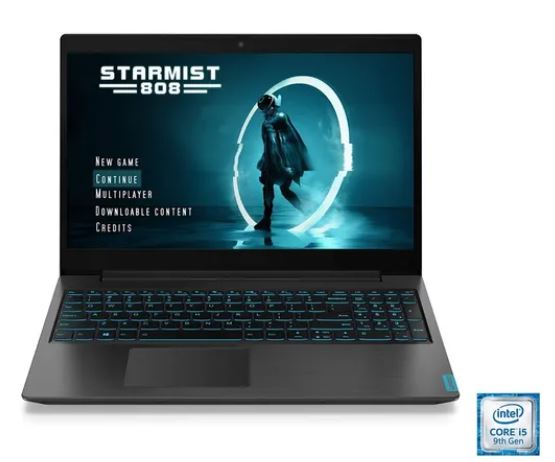 STARMIST
808
NEW GAME
CONTINUE
MULTIPLAYER
DOWNLOADABLE CONTENT
CREDITS
intel
CORE i5
9th Gen